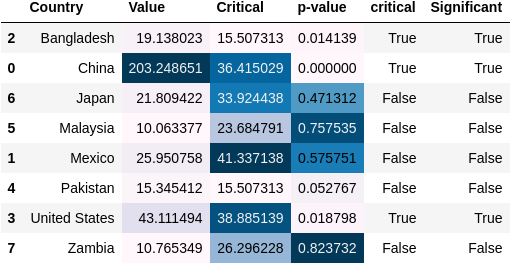 Country Value Critical p-value critical Significant
2 Bangladesh 19.138023 15.507313 0.014139 True True
0 China 203.248651 36.415029 0.000000 True True
6 Japan 21.809422 33.924438 0.471312 False False
5 Malaysia 10.063377 23.684791 0.757535 False False
1 Mexico 25.950758 41.337138 0.575751 False False
4 Pakistan 15.345412 15.507313 0.052767 False False
3 United States 43.111494 38.885139 0.018798 True True
7 Zambia 10.765349 26.296228 0.823732 False False